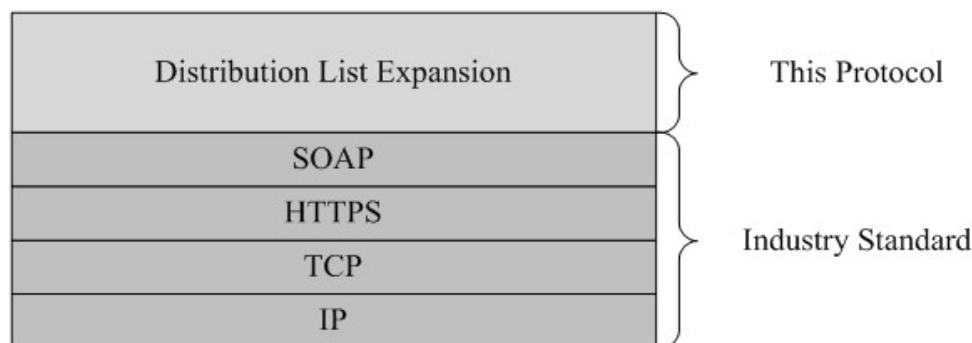 Distribution List Expansion
This Protocol
SOAP
HTTPS
TCP
IP
Industry Standard